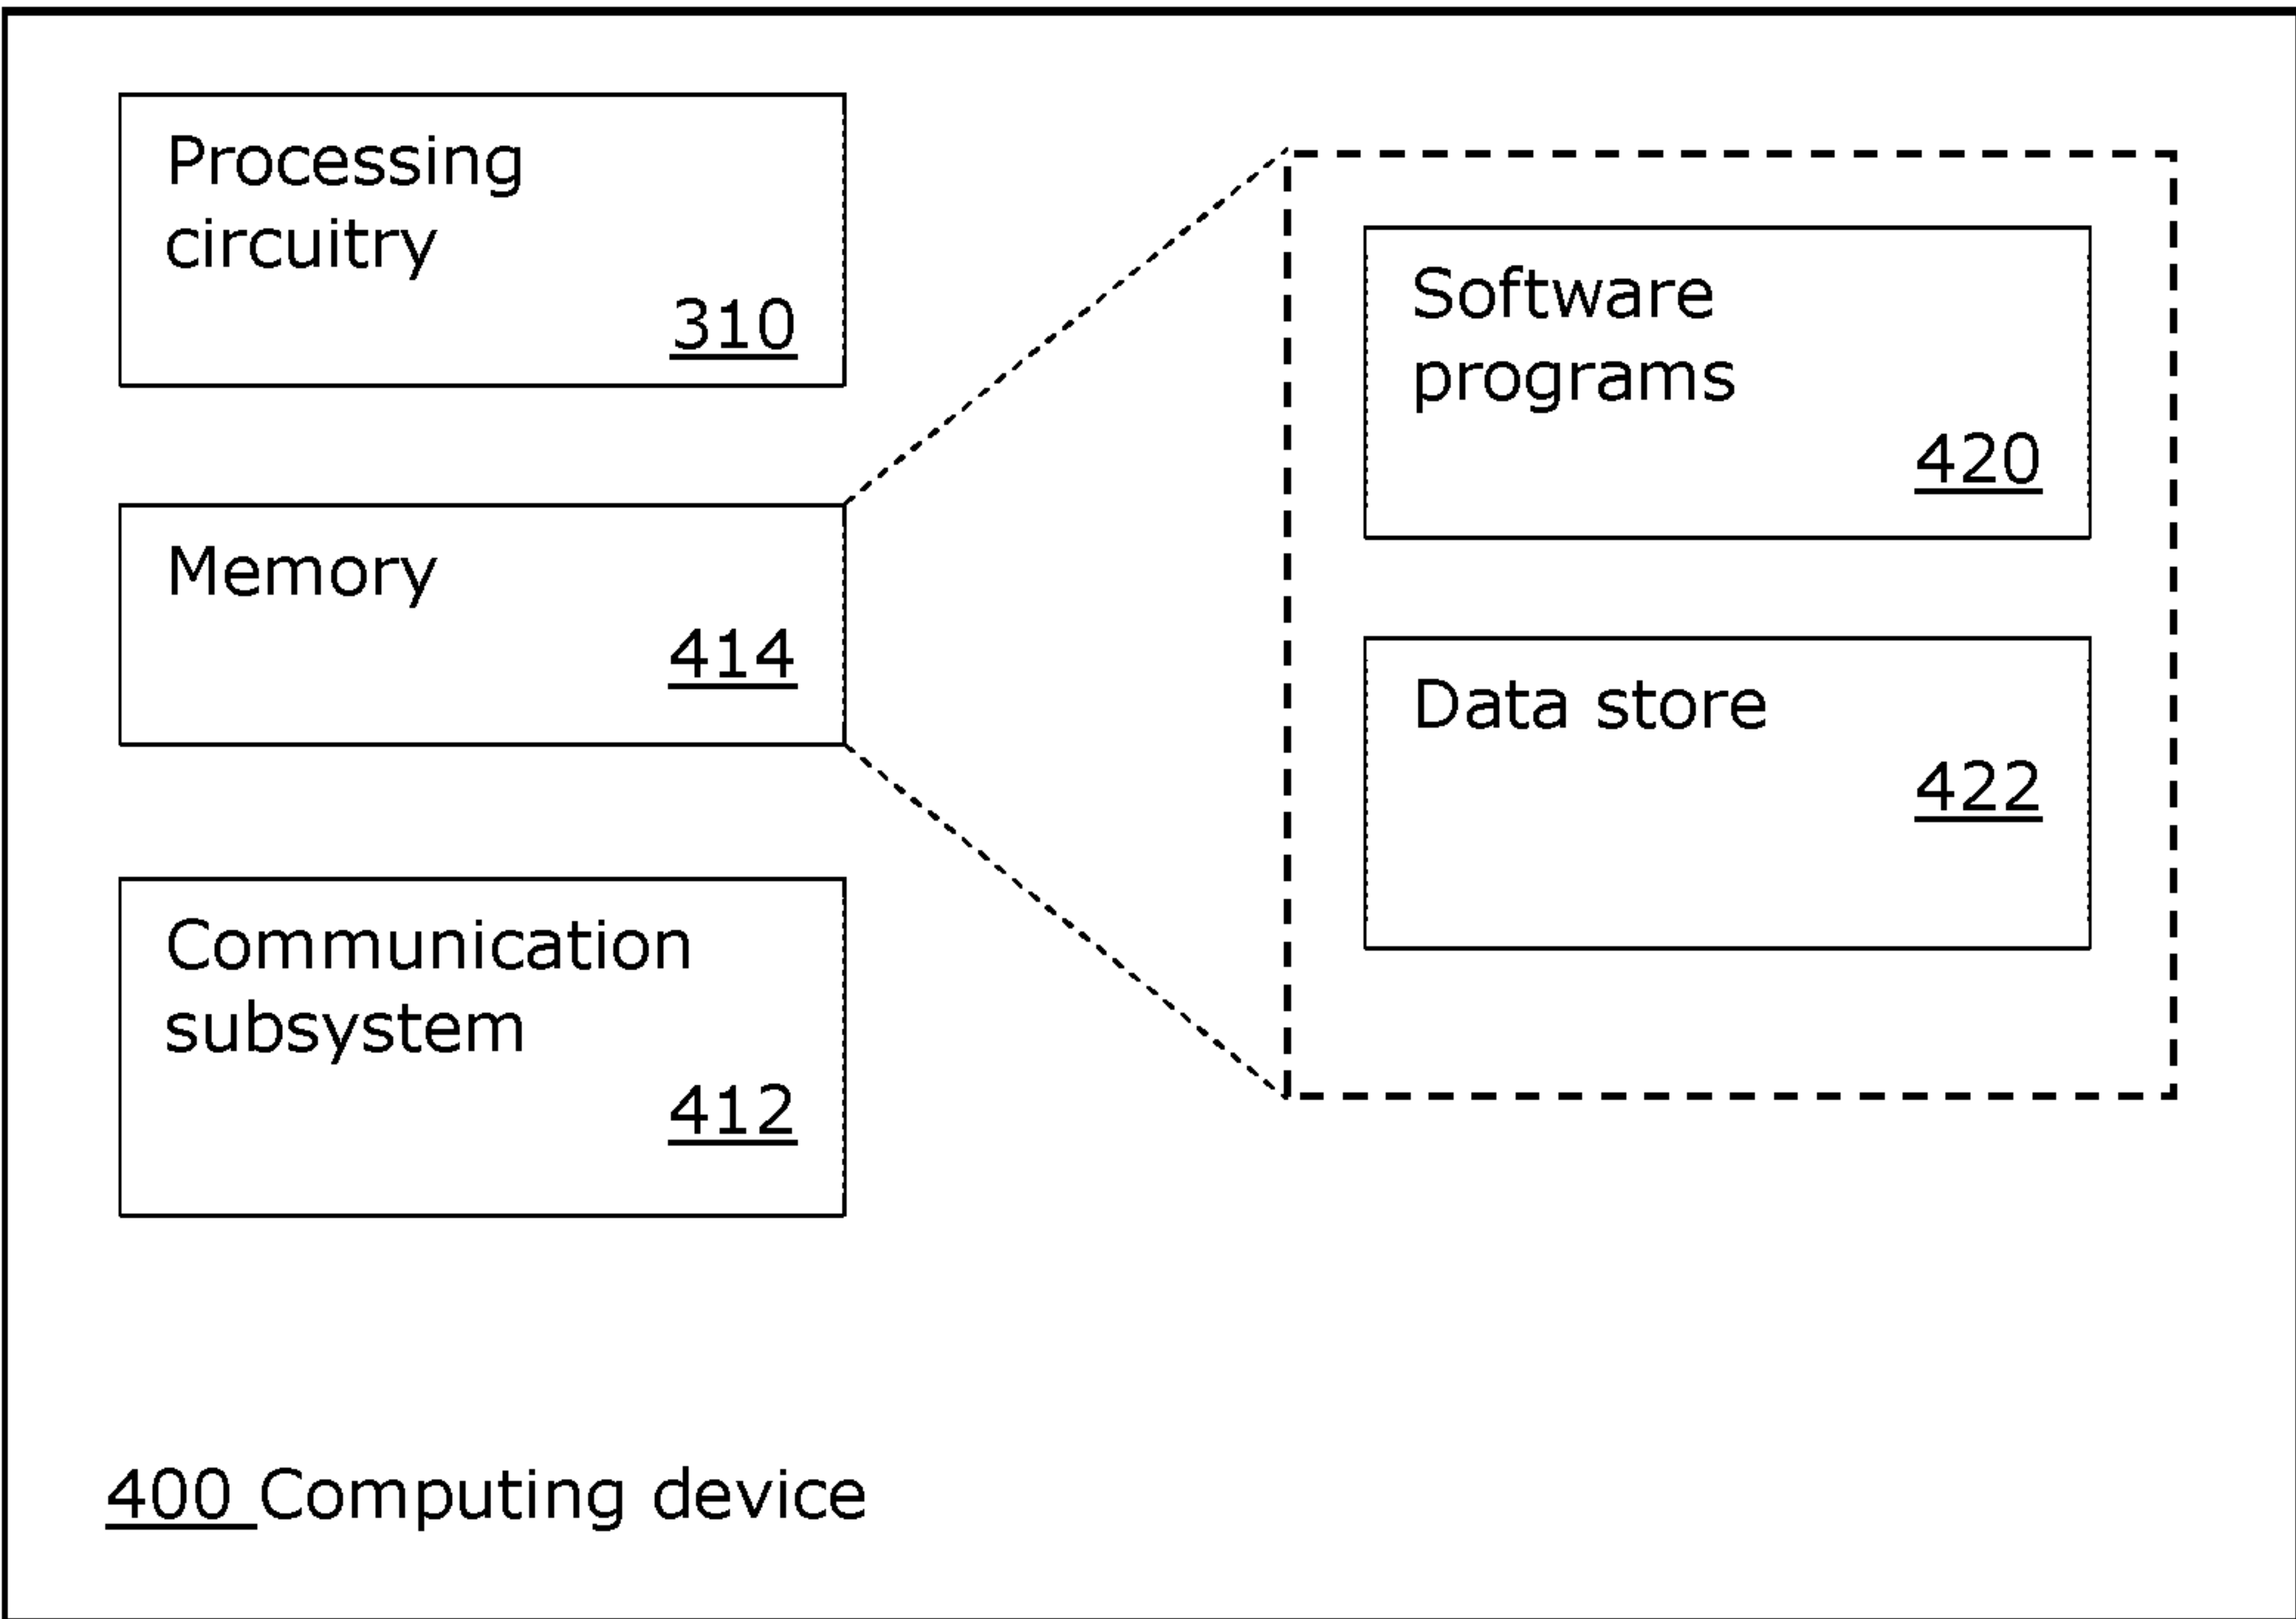 Processing
circuitry
310
Memory
414
Communication
subsystem
412
Software
programs
420
Data store
422
400 Computing device